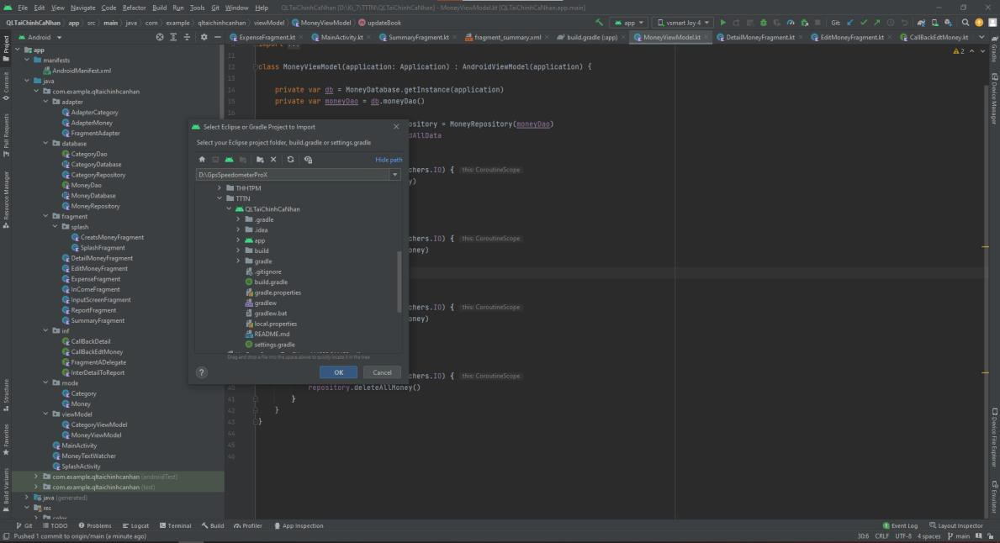 File Edit View Navigate Code Refactor Build Run Tools Git Window Help QLTaiChinhCaNhan [D:\Ki_7\TTTN\QLTaiChinhCaNhan] - MoneyViewModel.kt [QLTaiChinhCaNhan.app.main]
QLTaiChinhCaNhan app src main java com example qltaichinhcanhan viewModel MoneyViewModel updateBook
app vsmart Joy 4 Git:
Android
ExpenseFragment.kt MainActivity.kt SummaryFragment.kt fragment_summary.xml build.gradle (:app) MoneyViewModel.kt DetailMoneyFragment.kt EditMoneyFragment.kt CallBackEdtMoney.kt
Project
Commit
Pull Requests
Resource Manager
Structure
Favorites
Build Variants
app
manifests
AndroidManifest.xml
java
com.example.qltaichinhcanhan
adapter
AdapterCategory
AdapterMoney
FragmentAdapter
database
CategoryDao
CategoryDatabase
CategoryRepository
MoneyDao
MoneyDatabase
MoneyRepository
fragment
splash
CreatsMoneyFragment
SplashFragment
DetailMoneyFragment
EditMoneyFragment
ExpenseFragment
InComeFragment
InputScreenFragment
ReportFragment
SummaryFragment
inf
CallBackDetail
CallBackEdtMoney
FragmentADelegate
InterDetailToReport
mode
Category
Money
viewModel
CategoryViewModel
MoneyViewModel
MainActivity
MoneyTextWatcher
SplashActivity
com.example.qltaichinhcanhan (androidTest)
com.example.qltaichinhcanhan (test)
java (generated)
res
color
import ...
11
12 class MoneyViewModel(application: Application) : AndroidViewModel(application) {
13
14 private var db = MoneyDatabase.getInstance(application)
15 private var moneyDao = db.moneyDao()
16
ository = MoneyRepository(moneyDao)
dAllData
chers.IO) { this: CoroutineScope
y)
chers.IO) { this: CoroutineScope
oney)
chers.IO) { this: CoroutineScope
oney)
chers.IO) { this: CoroutineScope
40 repository.deleteAllMoney()
41 }
42 }
43 }
44
45
46
2
Select Eclipse or Gradle Project to Import
Select your Eclipse project folder, build.gradle or settings.gradle
Hide path
D:\GpsSpeedometerProX
THHTPM
TTTN
QLTaiChinhCaNhan
.gradle
.idea
app
build
gradle
.gitignore
build.gradle
gradle.properties
gradlew
gradlew.bat
local.properties
README.md
settings.gradle
Drag and drop a file into the space above to quickly locate it in the tree
?
OK Cancel
Gradle
Device Manager
Device File Explorer
Emulator
Git TODO Problems Logcat Terminal Build Profiler App Inspection 1 Event Log Layout Inspector
Pushed 1 commit to origin/main (a minute ago) 30:6 CRLF UTF-8 4 spaces main